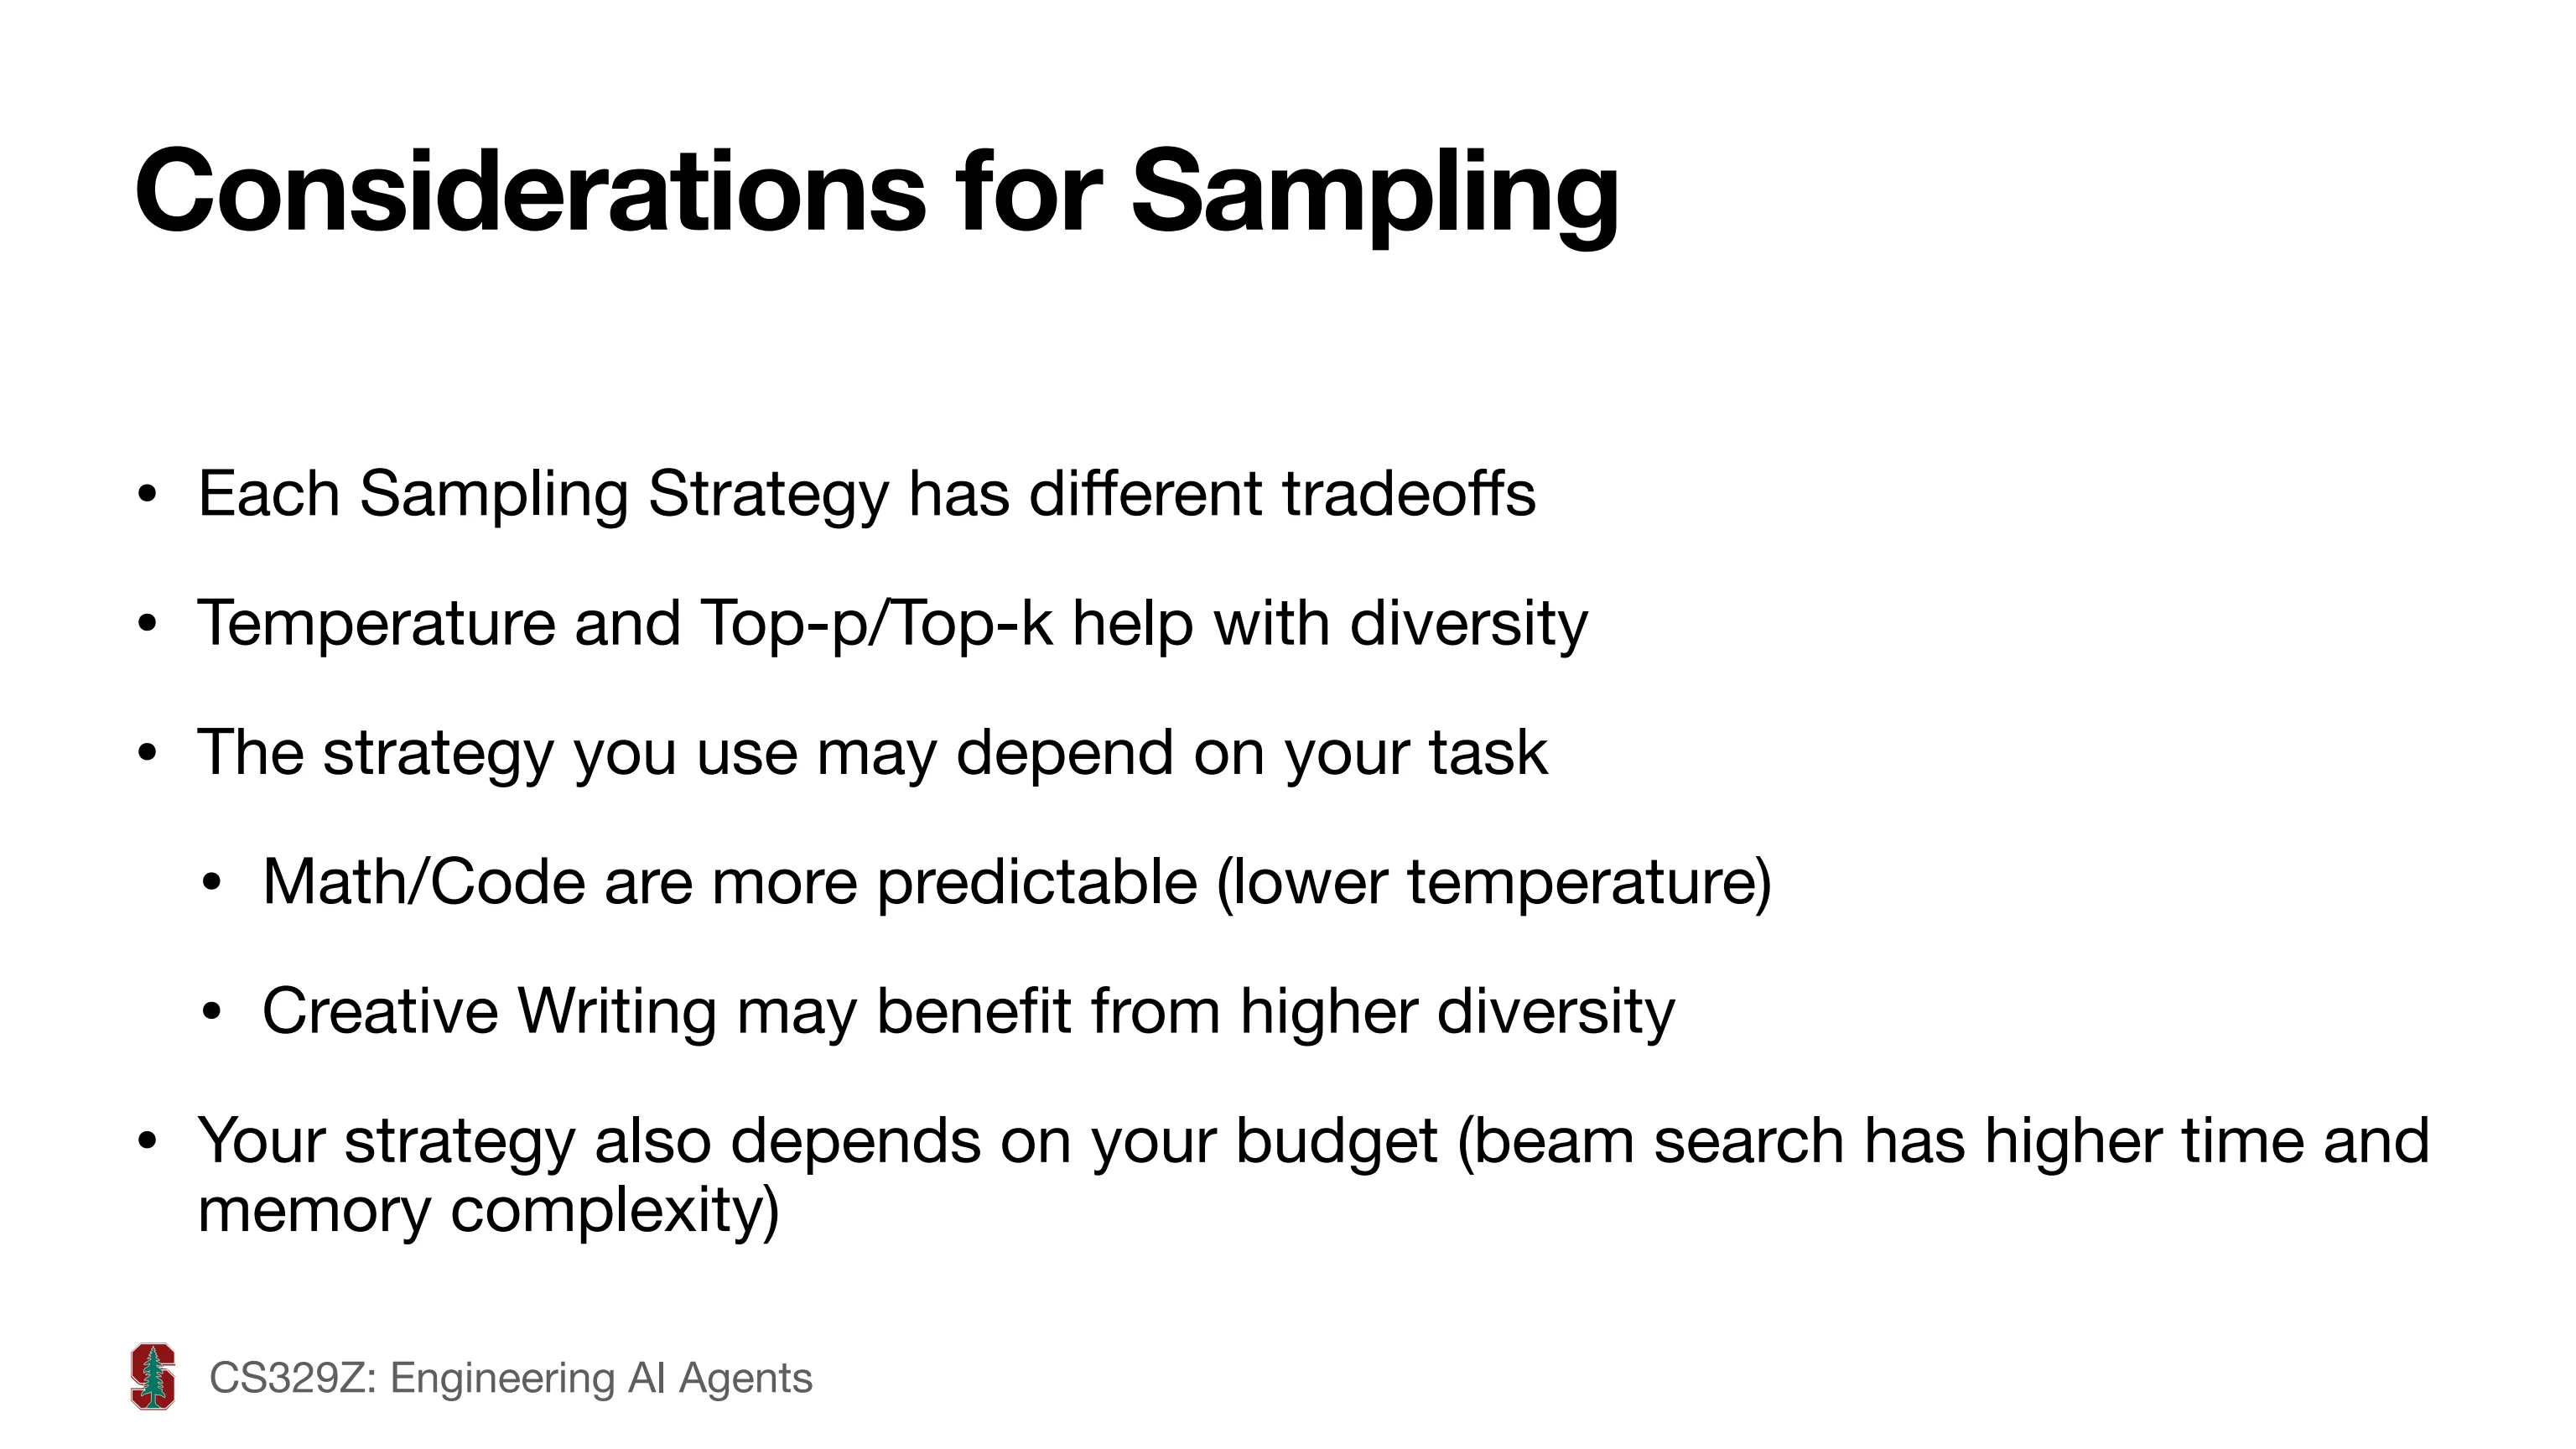 Considerations for Sampling
• Each Sampling Strategy has different tradeoffs
• Temperature and Top-p/Top-k help with diversity
• The strategy you use may depend on your task
• Math/Code are more predictable (lower temperature)
• Creative Writing may benefit from higher diversity
• Your strategy also depends on your budget (beam search has higher time and
memory complexity)
CS329Z: Engineering AI Agents